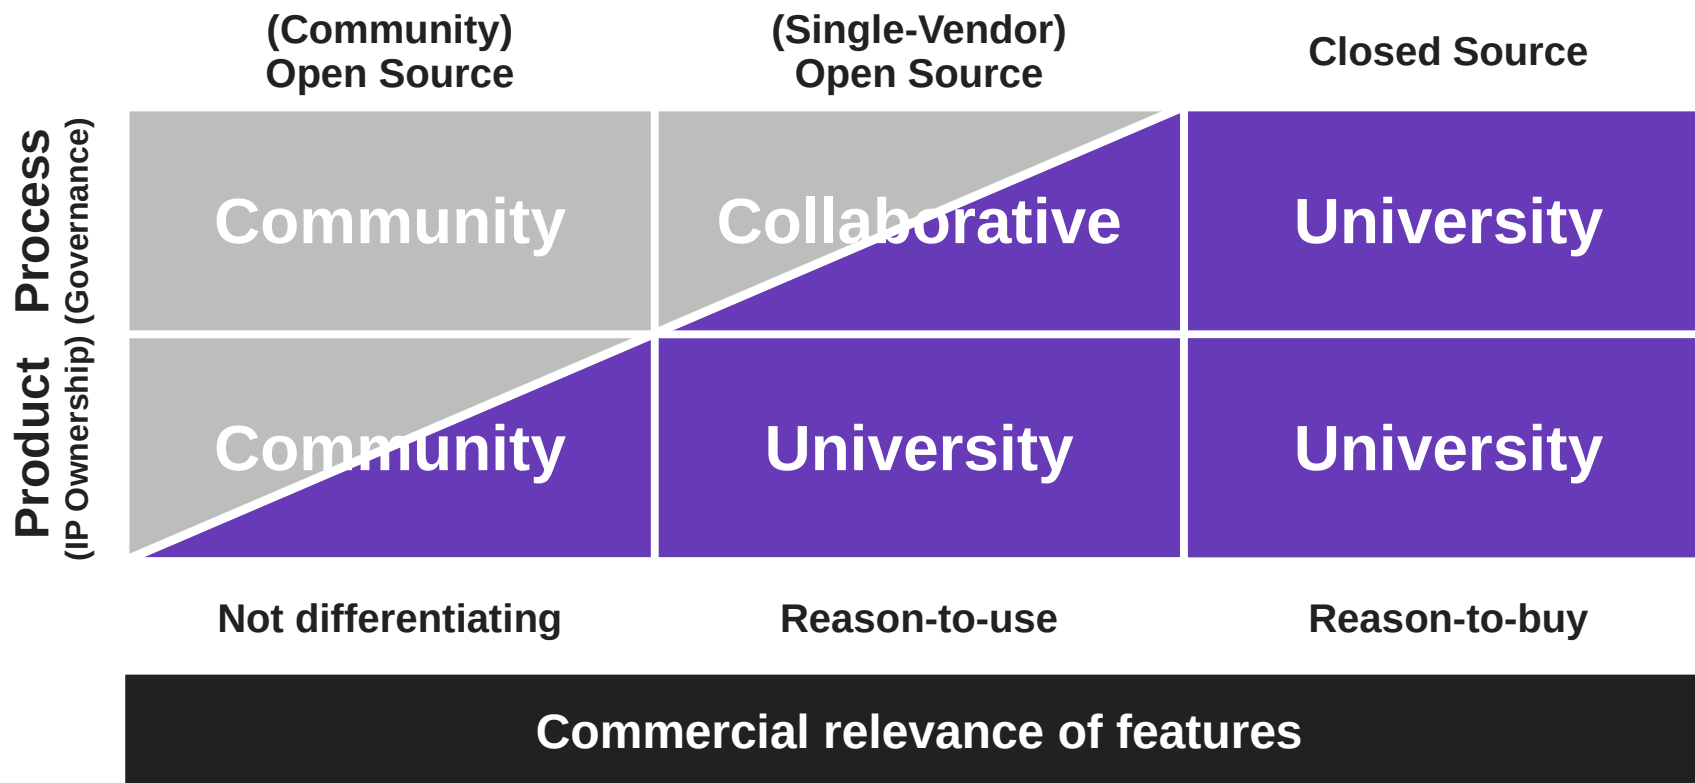 (Community)
Open Source
(Single-Vendor)
Open Source
Closed Source
Process
(Governance)
Community
Collaborative
University
Product
(IP Ownership)
Community
University
University
Not differentiating
Reason-to-use
Reason-to-buy
Commercial relevance of features